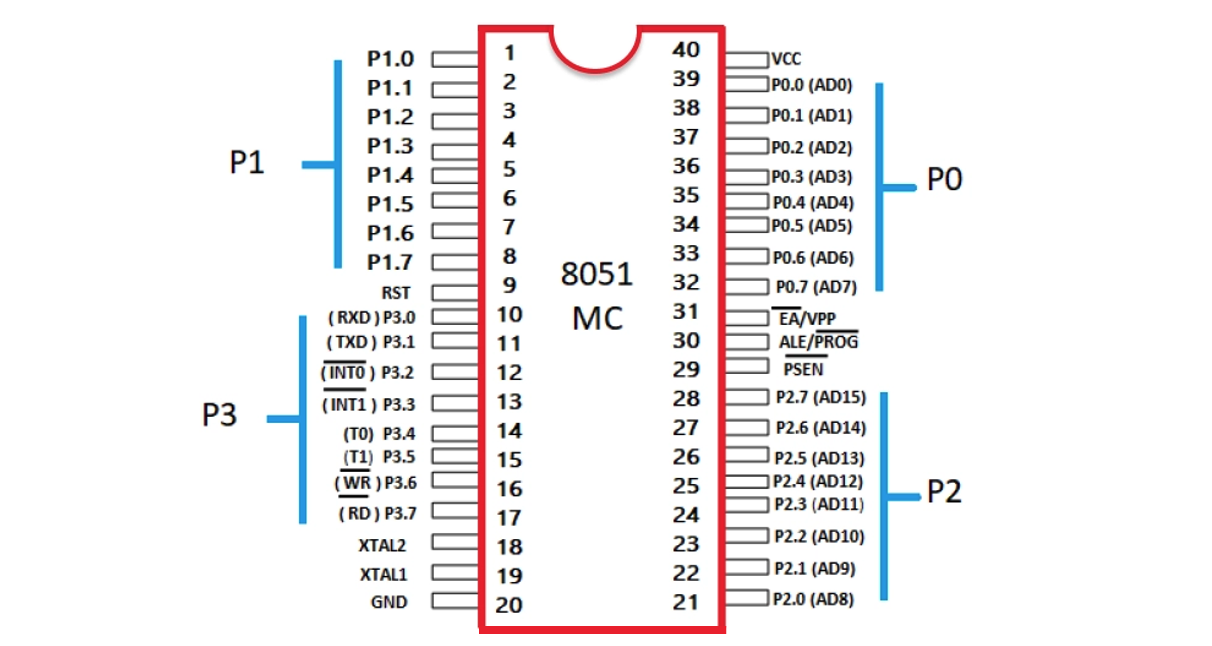 P1.0 1 40 VCC
P1.1 2 39 P0.0 (AD0)
P1.2 3 38 P0.1 (AD1)
P1.3 4 37 P0.2 (AD2)
P1 P1.4 5 36 P0.3 (AD3) P0
P1.5 6 35 P0.4 (AD4)
P1.6 7 34 P0.5 (AD5)
P1.7 8 33 P0.6 (AD6)
RST 9 32 P0.7 (AD7)
8051
MC
( RXD ) P3.0 10 31 E̅A̅/VPP
( TXD ) P3.1 11 30 ALE/P̅R̅O̅G̅
( I̅N̅T̅0̅ ) P3.2 12 29 P̅S̅E̅N̅
( I̅N̅T̅1̅ ) P3.3 13 28 P2.7 (AD15)
P3 (T0) P3.4 14 27 P2.6 (AD14)
(T1) P3.5 15 26 P2.5 (AD13)
( W̅R̅ ) P3.6 16 25 P2.4 (AD12) P2
( R̅D̅ ) P3.7 17 24 P2.3 (AD11)
XTAL2 18 23 P2.2 (AD10)
XTAL1 19 22 P2.1 (AD9)
GND 20 21 P2.0 (AD8)